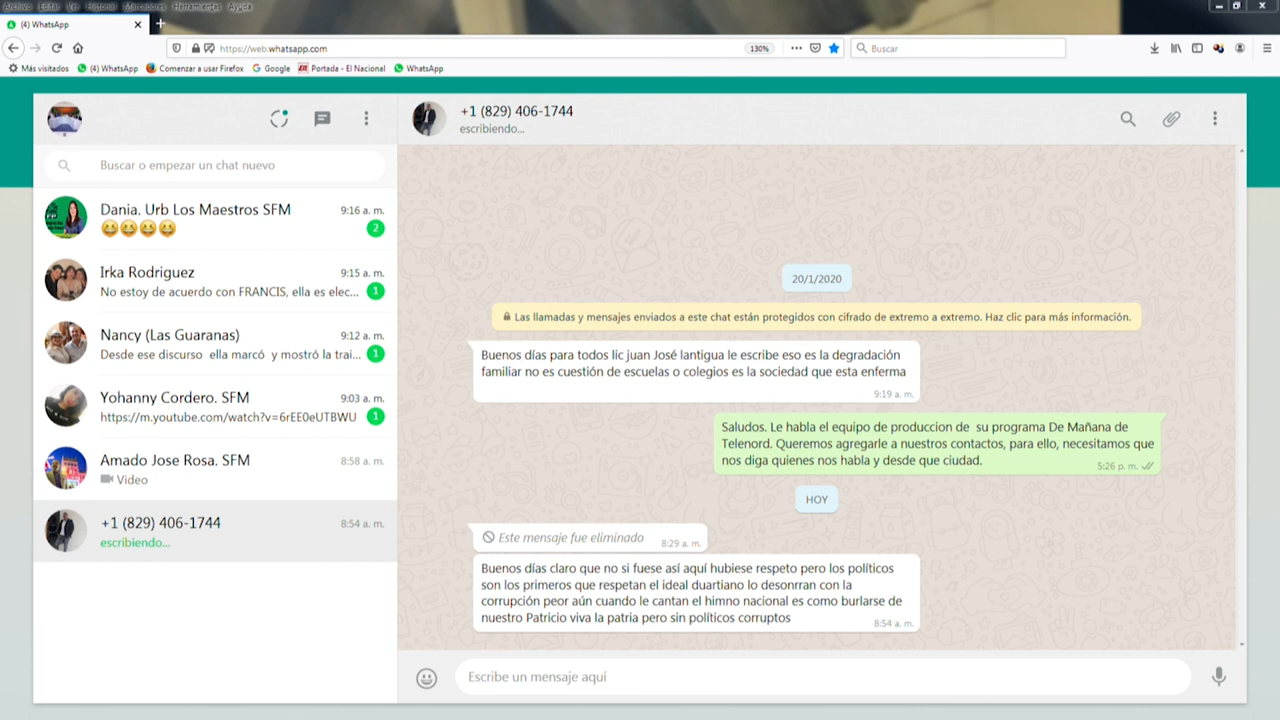 Archivo Editar Ver Historial Marcadores Herramientas Ayuda
(4) WhatsApp
https://web.whatsapp.com
130%
Buscar
Más visitados (4) WhatsApp Comenzar a usar Firefox Google Portada - El Nacional WhatsApp
Buscar o empezar un chat nuevo
Dania. Urb Los Maestros SFM 9:16 a. m.
😄😄😄😄 2
Irka Rodriguez 9:15 a. m.
No estoy de acuerdo con FRANCIS, ella es elec... 1
Nancy (Las Guaranas) 9:12 a. m.
Desde ese discurso ella marcó y mostró la trai... 1
Yohanny Cordero. SFM 9:03 a. m.
https://m.youtube.com/watch?v=6rEE0eUTBWU 1
Amado Jose Rosa. SFM 8:58 a. m.
Video
+1 (829) 406-1744 8:54 a. m.
escribiendo...
+1 (829) 406-1744
escribiendo...
20/1/2020
Las llamadas y mensajes enviados a este chat están protegidos con cifrado de extremo a extremo. Haz clic para más información.
Buenos días para todos lic juan José lantigua le escribe eso es la degradación
familiar no es cuestión de escuelas o colegios es la sociedad que esta enferma
9:19 a. m.
Saludos. Le habla el equipo de produccion de su programa De Mañana de
Telenord. Queremos agregarle a nuestros contactos, para ello, necesitamos que
nos diga quienes nos habla y desde que ciudad.
5:26 p. m.
HOY
Este mensaje fue eliminado 8:29 a. m.
Buenos días claro que no si fuese así aquí hubiese respeto pero los políticos
son los primeros que respetan el ideal duartiano lo desonrran con la
corrupción peor aún cuando le cantan el himno nacional es como burlarse de
nuestro Patricio viva la patria pero sin políticos corruptos
8:54 a. m.
Escribe un mensaje aquí